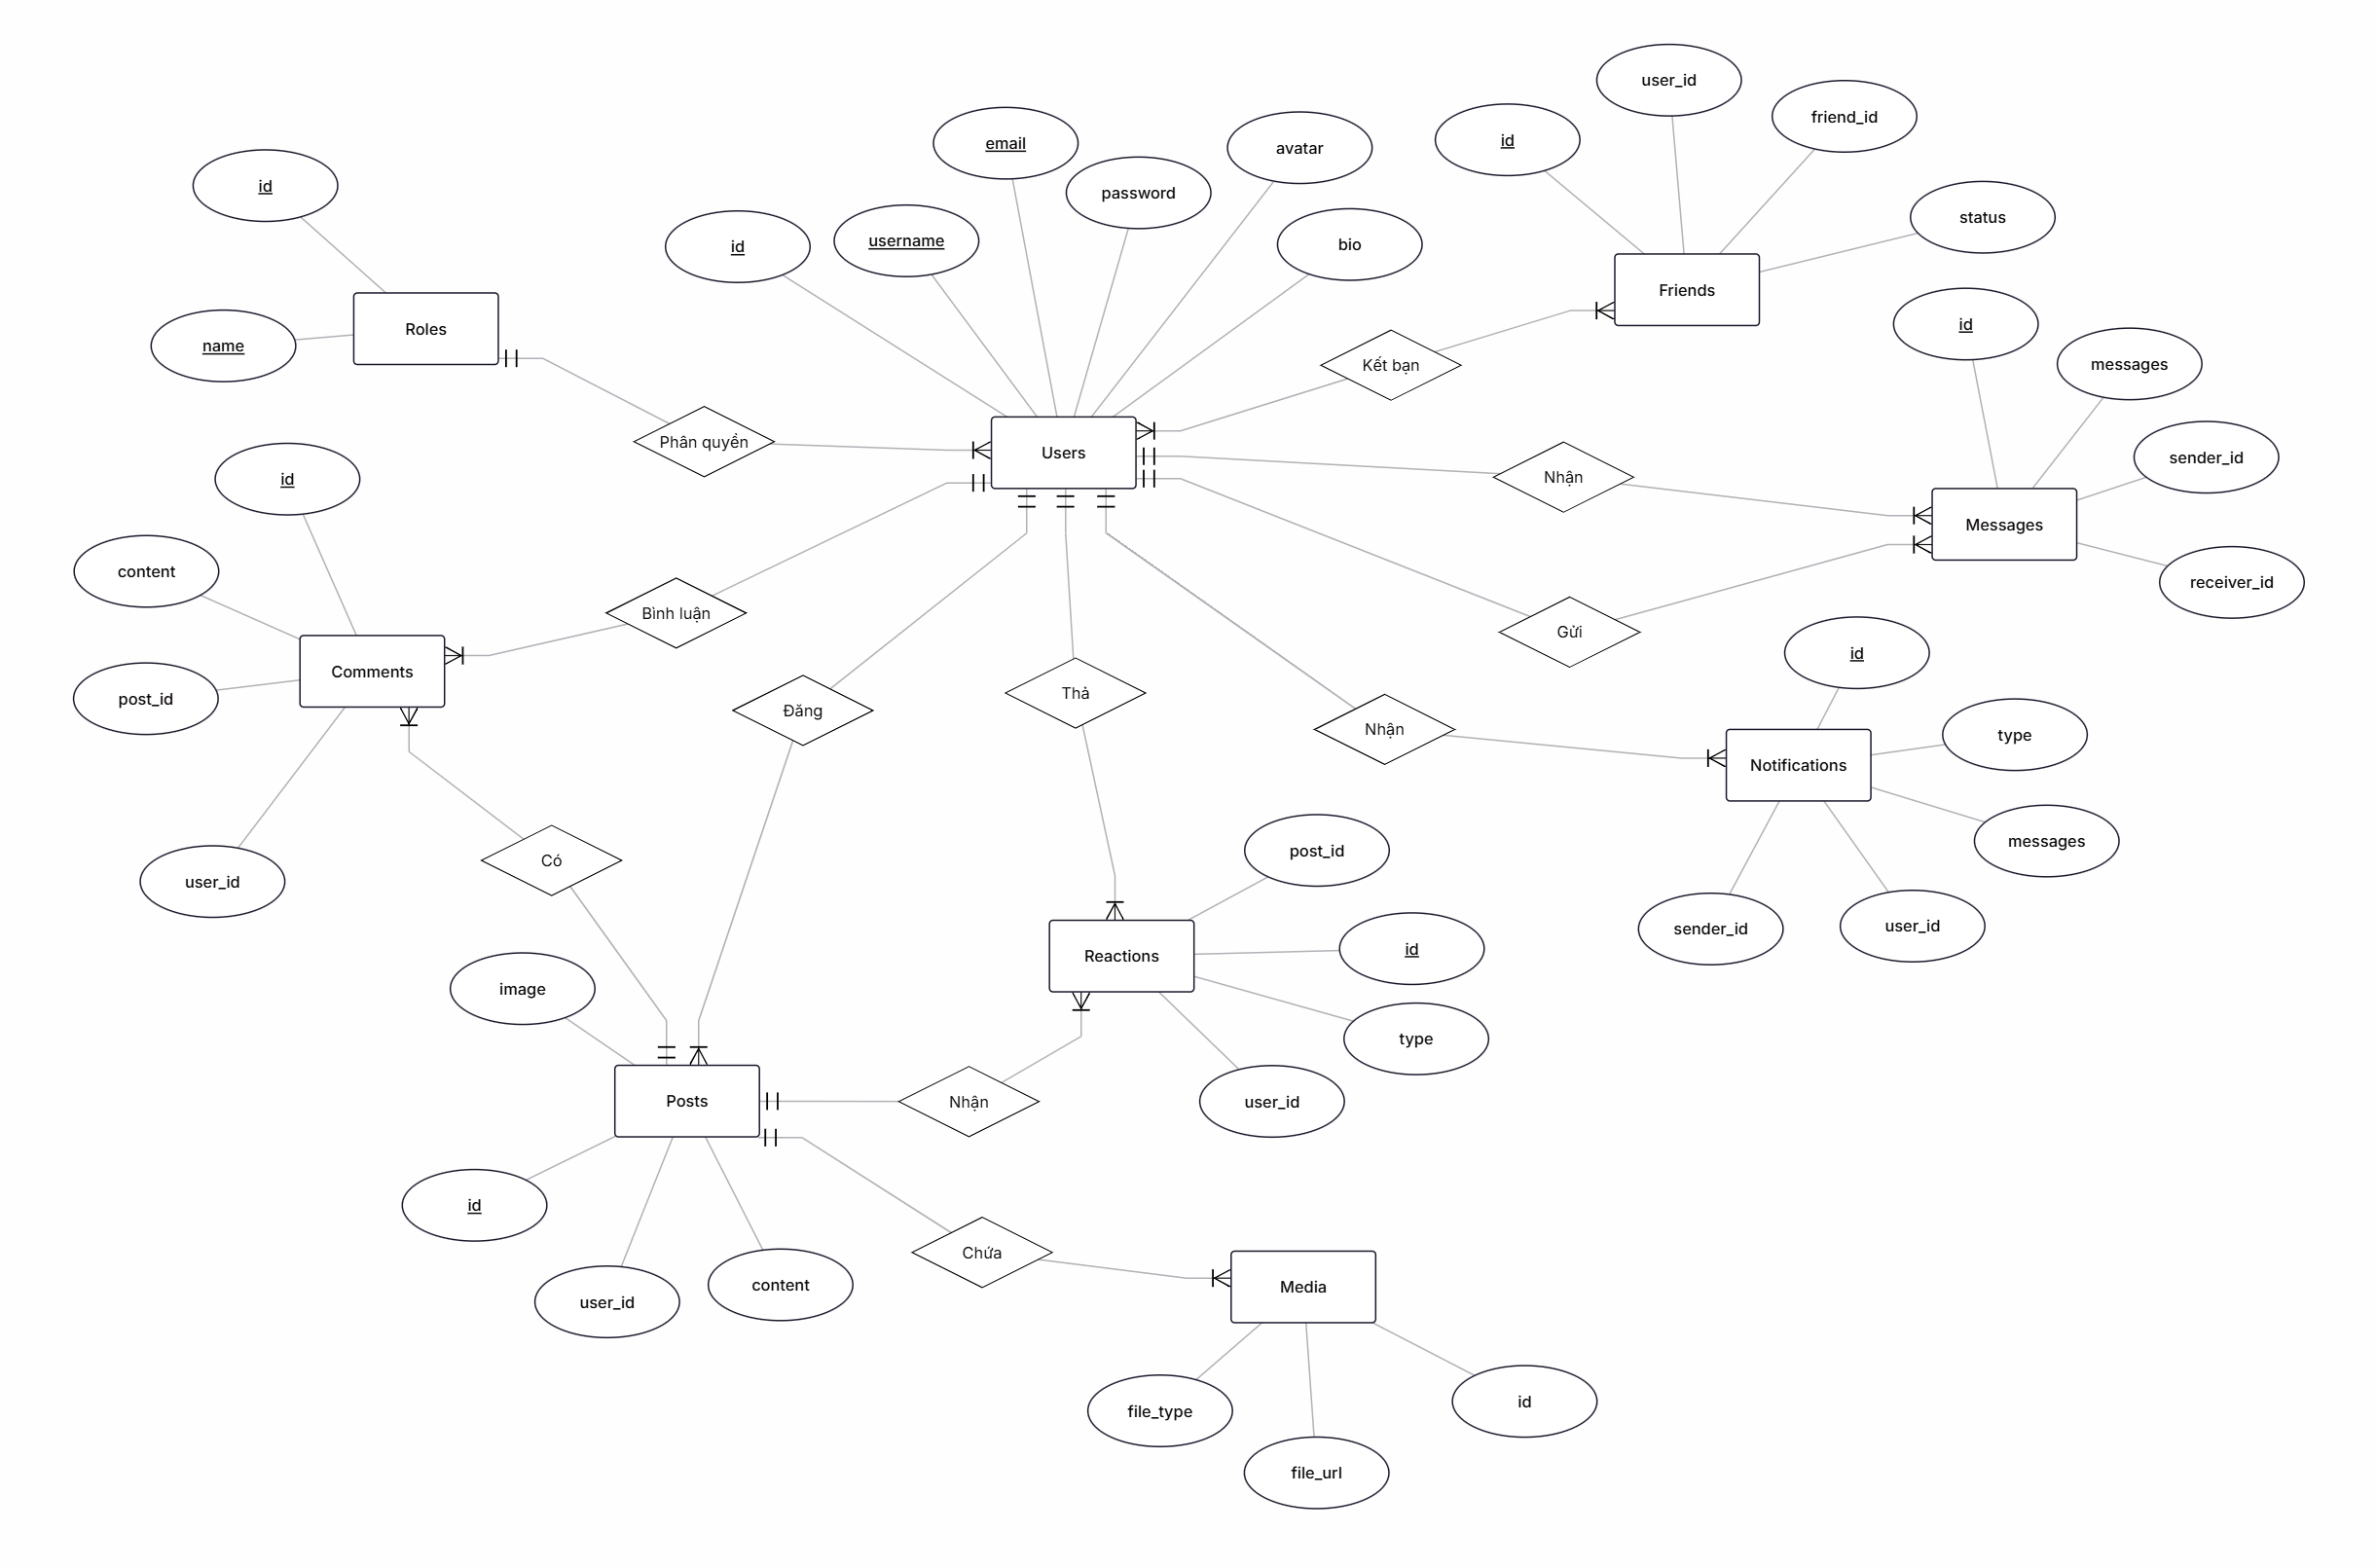 user_id
friend_id
id
status
email
avatar
password
id
username
id
bio
Friends
id
Roles
name
messages
Kết bạn
Phân quyền
Users
sender_id
Nhận
id
Messages
content
receiver_id
Bình luận
Gửi
id
Comments
post_id
Đăng
Thả
Nhận
type
Notifications
messages
post_id
Có
user_id
sender_id
user_id
id
Reactions
image
type
Posts
Nhận
user_id
id
Chứa
content
Media
user_id
id
file_type
file_url